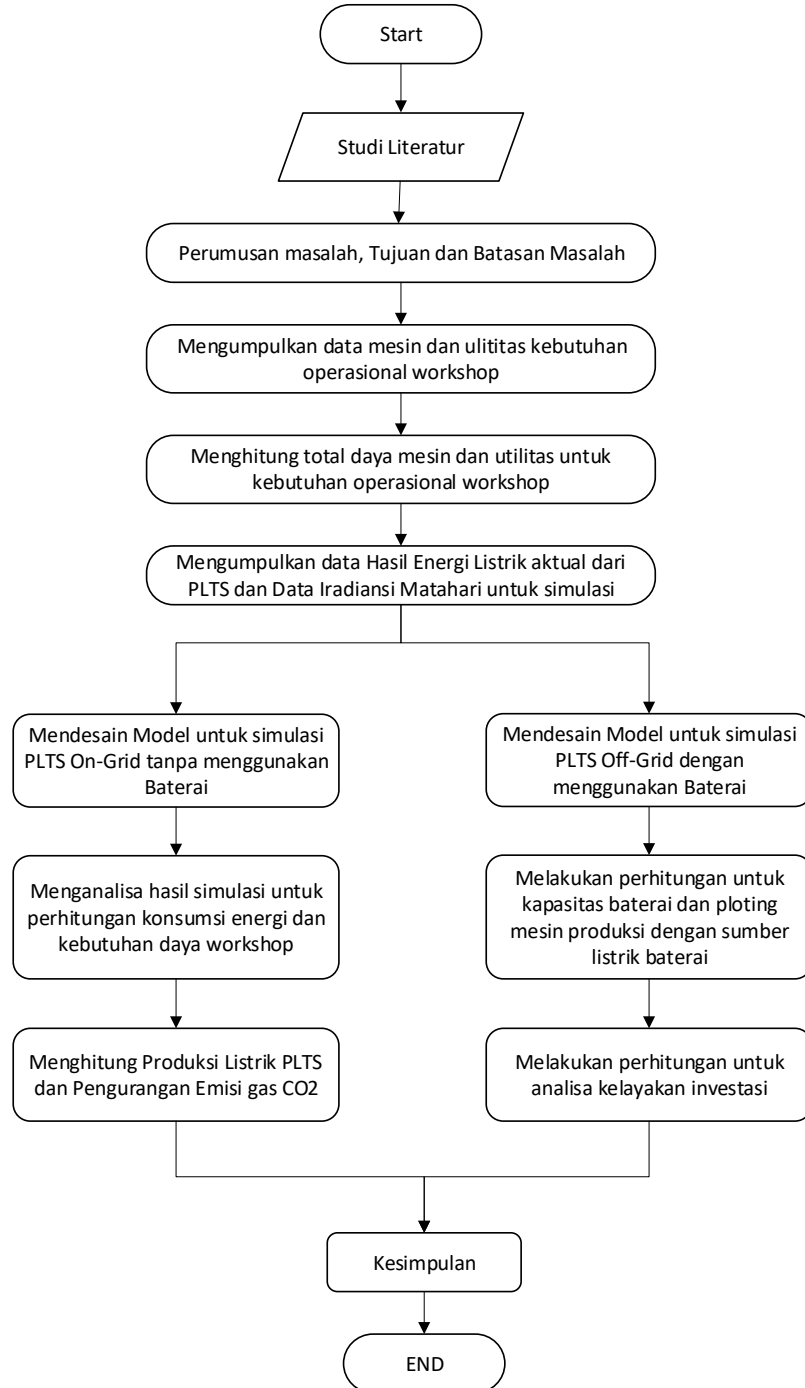 Start
Studi Literatur
Perumusan masalah, Tujuan dan Batasan Masalah
Mengumpulkan data mesin dan ulititas kebutuhan
operasional workshop
Menghitung total daya mesin dan utilitas untuk
kebutuhan operasional workshop
Mengumpulkan data Hasil Energi Listrik aktual dari
PLTS dan Data Iradiansi Matahari untuk simulasi
Mendesain Model untuk simulasi
PLTS On-Grid tanpa menggunakan
Baterai
Menganalisa hasil simulasi untuk
perhitungan konsumsi energi dan
kebutuhan daya workshop
Menghitung Produksi Listrik PLTS
dan Pengurangan Emisi gas CO2
Mendesain Model untuk simulasi
PLTS Off-Grid dengan
menggunakan Baterai
Melakukan perhitungan untuk
kapasitas baterai dan ploting
mesin produksi dengan sumber
listrik baterai
Melakukan perhitungan untuk
analisa kelayakan investasi
Kesimpulan
END